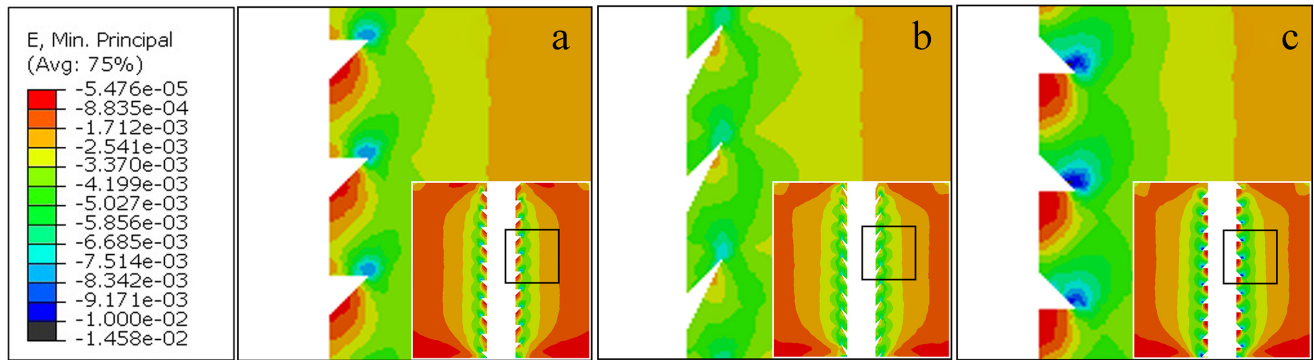 E, Min. Principal
(Avg: 75%)
-5.476e-05
-8.835e-04
-1.712e-03
-2.541e-03
-3.370e-03
-4.199e-03
-5.027e-03
-5.856e-03
-6.685e-03
-7.514e-03
-8.342e-03
-9.171e-03
-1.000e-02
-1.458e-02
a
b
c